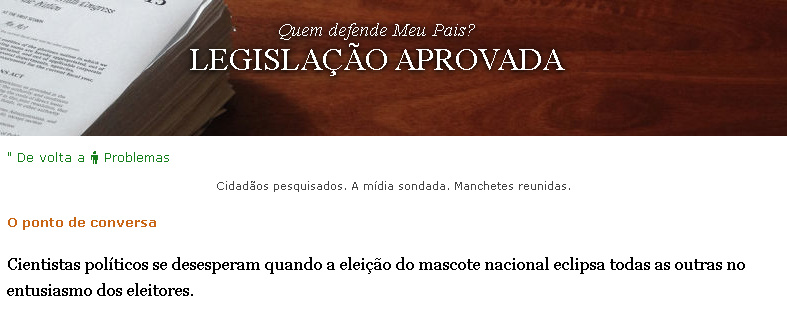 Quem defende Meu Pais?
LEGISLAÇÃO APROVADA
" De volta a Problemas
Cidadãos pesquisados. A mídia sondada. Manchetes reunidas.
O ponto de conversa
Cientistas políticos se desesperam quando a eleição do mascote nacional eclipsa todas as outras no
entusiasmo dos eleitores.